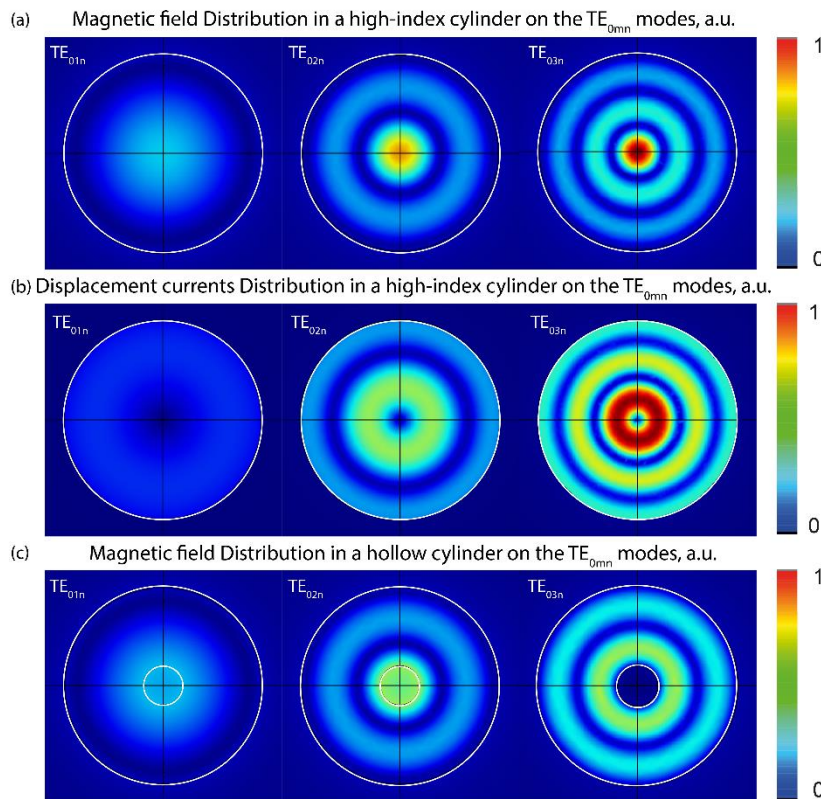 (a) Magnetic field Distribution in a high-index cylinder on the TE0mn modes, a.u.
TE01n TE02n TE03n 1
0
(b) Displacement currents Distribution in a high-index cylinder on the TE0mn modes, a.u.
TE01n TE02n TE03n 1
0
(c) Magnetic field Distribution in a hollow cylinder on the TE0mn modes, a.u.
TE01n TE02n TE03n 1
0